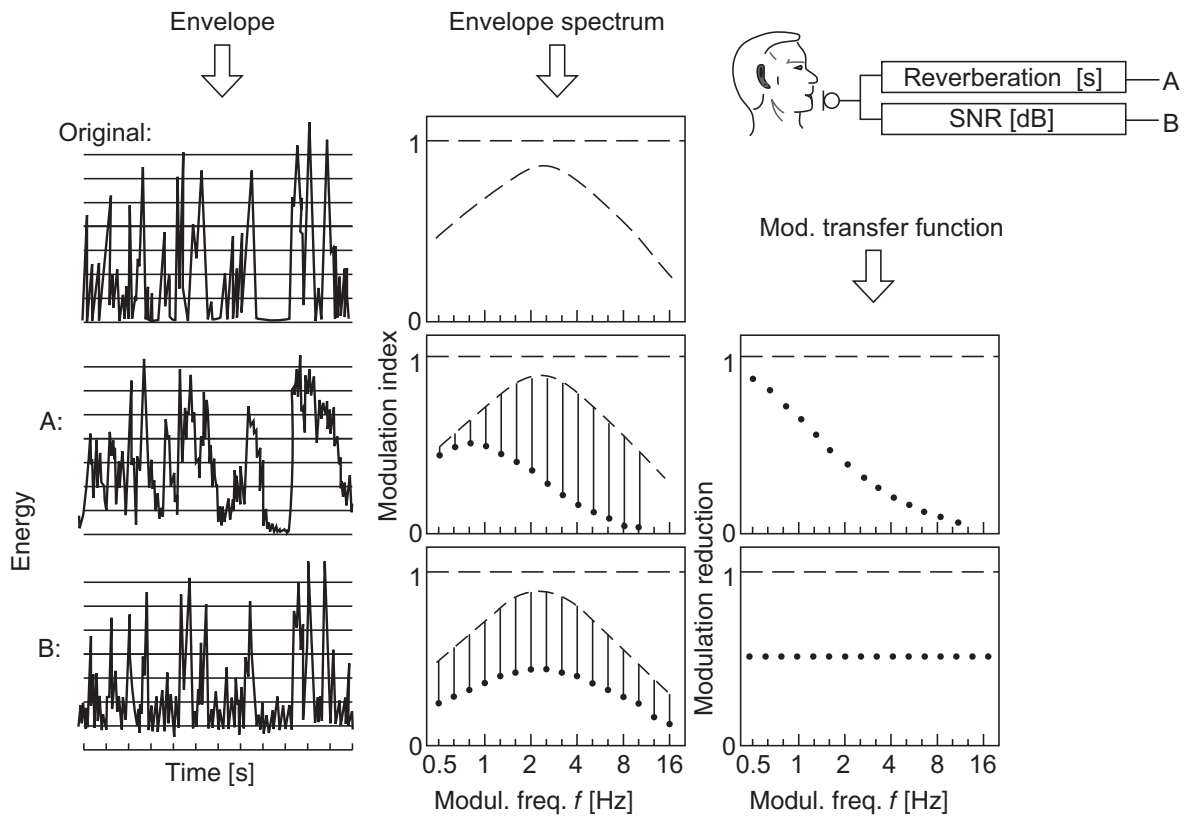 Envelope
Envelope spectrum
Reverberation [s]
A
SNR [dB]
B
Original:
1
0
Mod. transfer function
A:
Energy
Modulation index
1
0
Modulation reduction
1
0
B:
1
0
1
0
Time [s]
0.5 1 2 4 8 16
Modul. freq. f [Hz]
0.5 1 2 4 8 16
Modul. freq. f [Hz]